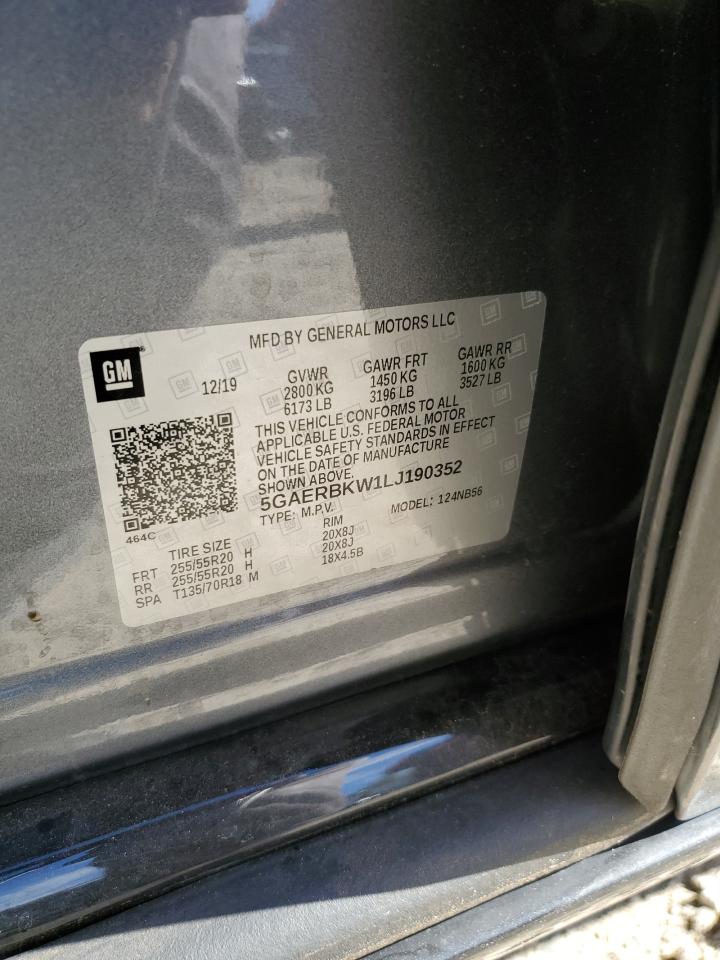 MFD BY GENERAL MOTORS LLC
GM
12/19
GVWR GAWR FRT GAWR RR
2800 KG 1450 KG 1600 KG
6173 LB 3196 LB 3527 LB
THIS VEHICLE CONFORMS TO ALL
APPLICABLE U.S. FEDERAL MOTOR
VEHICLE SAFETY STANDARDS IN EFFECT
ON THE DATE OF MANUFACTURE
SHOWN ABOVE.
5GAERBKW1LJ190352
TYPE: M.P.V. MODEL: 124NB56
464C
TIRE SIZE RIM
FRT 255/55R20 H 20X8J
RR 255/55R20 H 20X8J
SPA T135/70R18 M 18X4.5B